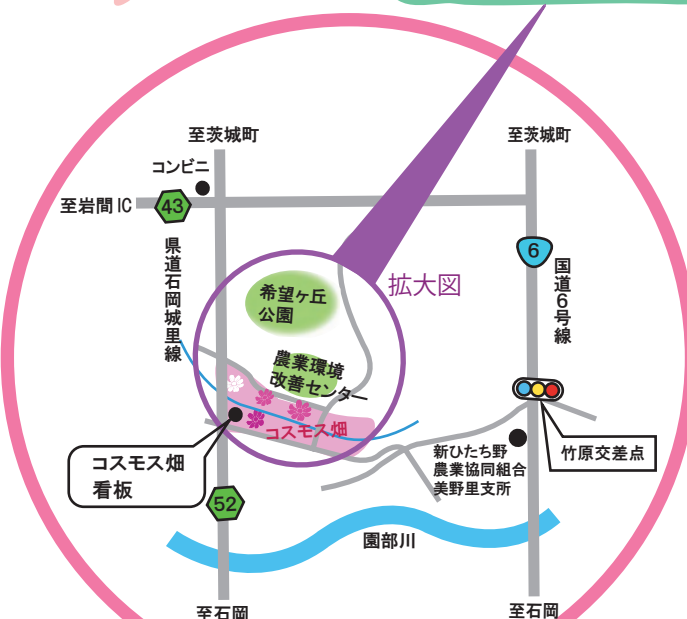 至茨城町
至茨城町
コンビニ
至岩間 IC
43
県道石岡城里線
6
国道6号線
拡大図
希望ヶ丘
公園
農業環境
改善センター
コスモス畑
コスモス畑
看板
52
新ひたち野
農業協同組合
美野里支所
竹原交差点
園部川
至石岡
至石岡